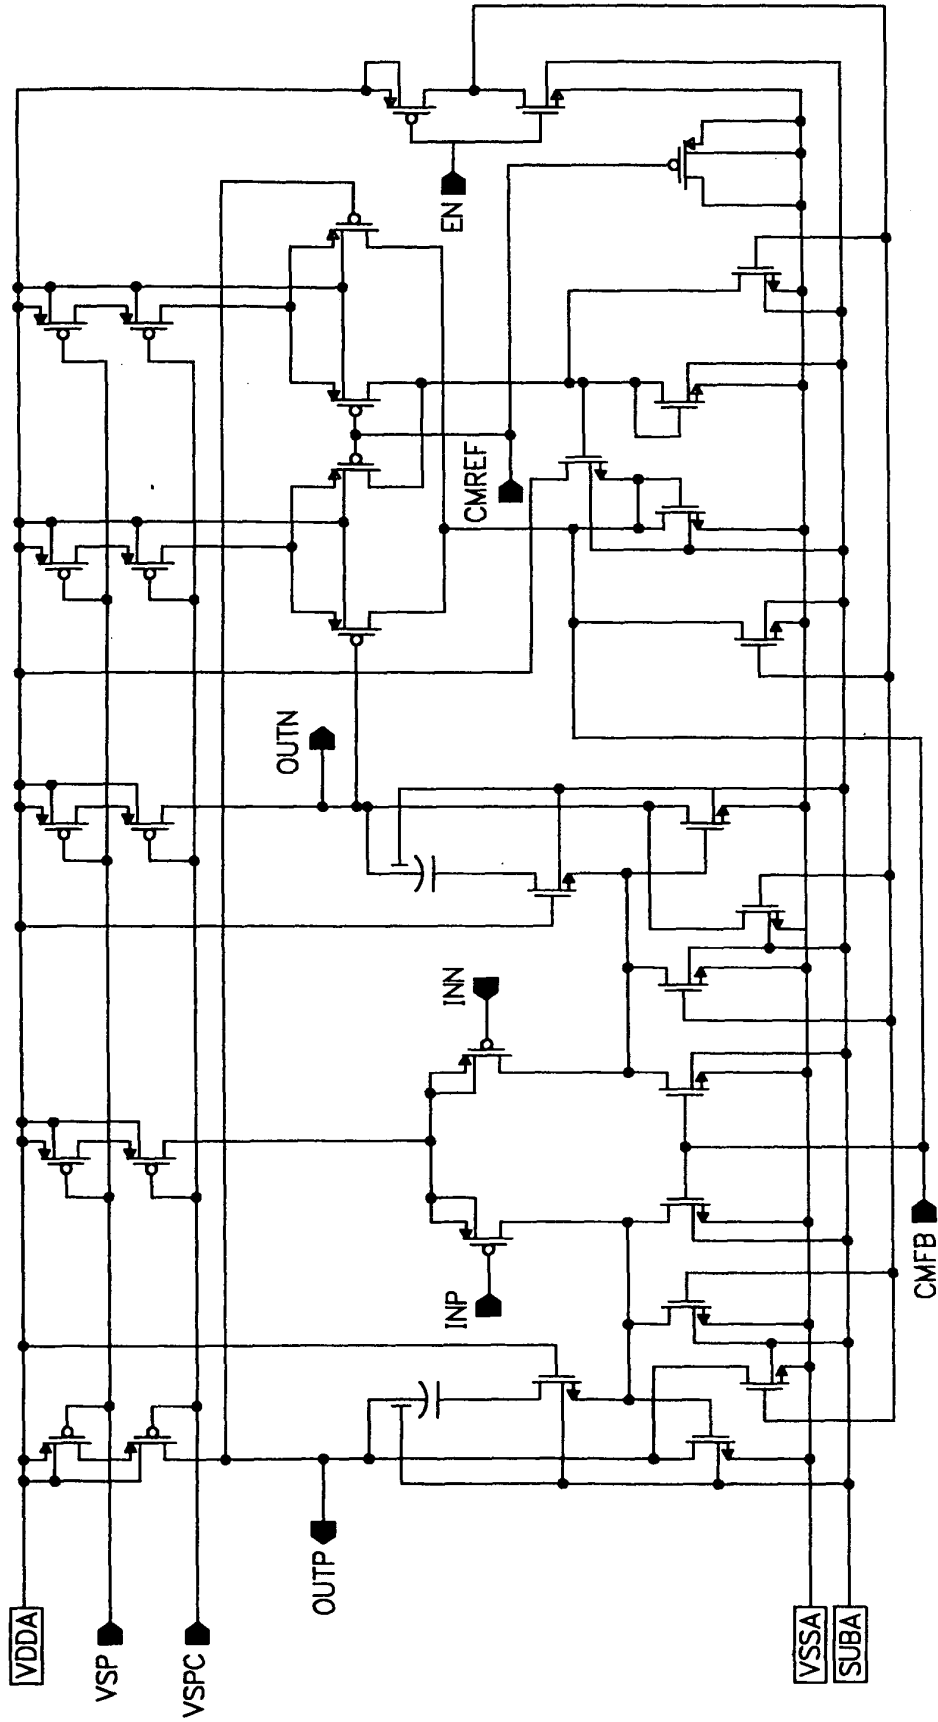 VDDA
VSP
VSPC
OUTP
INP
INN
OUTN
CMREF
EN
CMFB
VSSA
SUBA